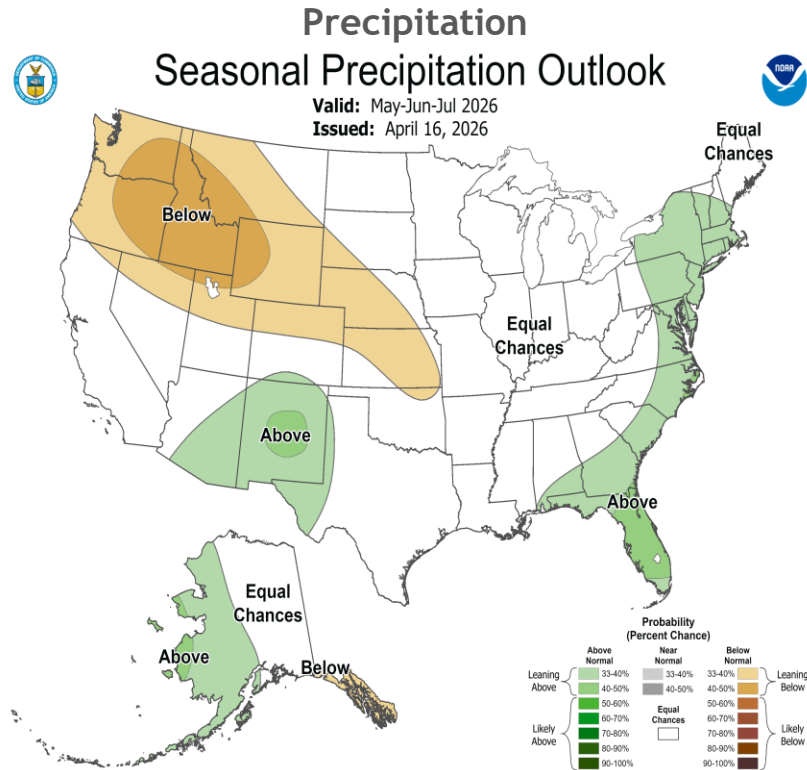 Precipitation
Seasonal Precipitation Outlook
Valid: May-Jun-Jul 2026
Issued: April 16, 2026
NOAA
Equal
Chances
Below
Equal
Chances
Above
Above
Equal
Chances
Above
Below
Probability
(Percent Chance)
Above
Normal
Near
Normal
Below
Normal
Leaning
Above
33-40%
33-40%
33-40%
Leaning
Below
40-50%
40-50%
40-50%
Likely
Above
50-60%
60-70%
70-80%
80-90%
90-100%
Equal
Chances
50-60%
60-70%
70-80%
80-90%
90-100%
Likely
Below